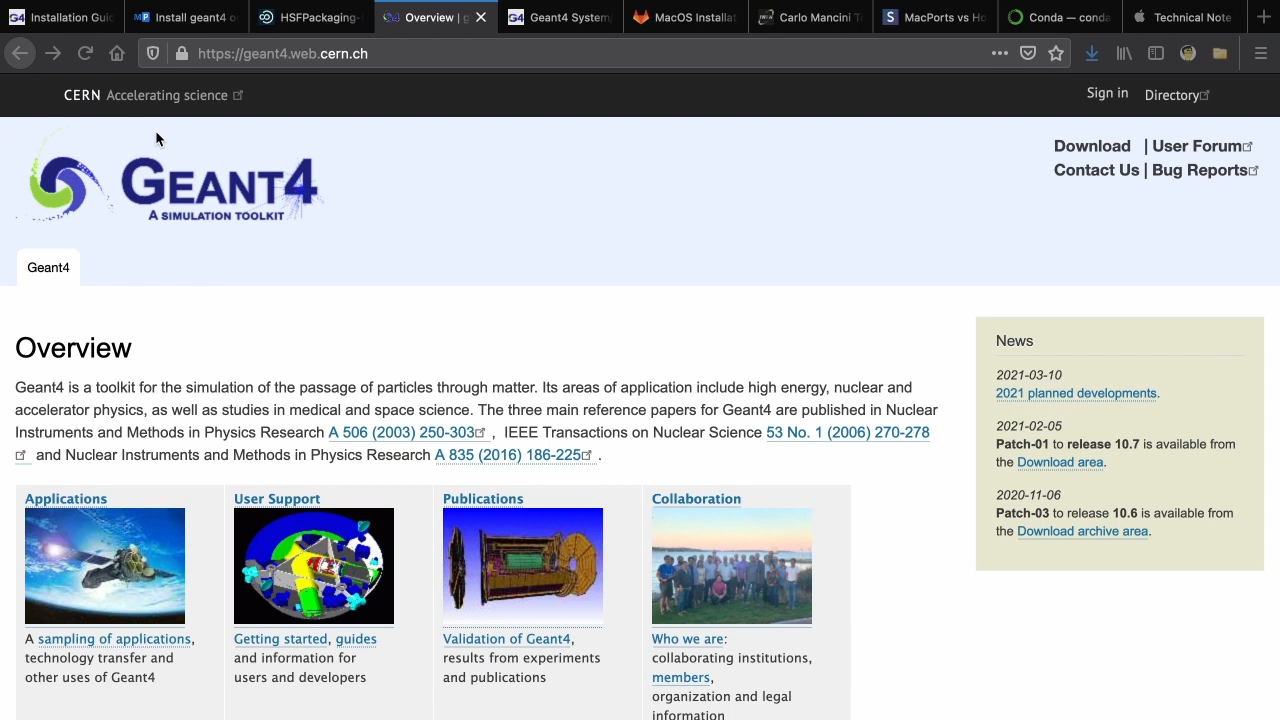 Installation Guid
Install geant4 o
HSFPackaging-
Overview | g
Geant4 System/
MacOS Installat
Carlo Mancini T
MacPorts vs Ho
Conda — conda
Technical Note
https://geant4.web.cern.ch
CERN Accelerating science
Sign in
Directory
GEANT4
A SIMULATION TOOLKIT
Download | User Forum
Contact Us | Bug Reports
Geant4
Overview
Geant4 is a toolkit for the simulation of the passage of particles through matter. Its areas of application include high energy, nuclear and
accelerator physics, as well as studies in medical and space science. The three main reference papers for Geant4 are published in Nuclear
Instruments and Methods in Physics Research A 506 (2003) 250-303 , IEEE Transactions on Nuclear Science 53 No. 1 (2006) 270-278
and Nuclear Instruments and Methods in Physics Research A 835 (2016) 186-225 .
News
2021-03-10
2021 planned developments.
2021-02-05
Patch-01 to release 10.7 is available from
the Download area.
2020-11-06
Patch-03 to release 10.6 is available from
the Download archive area.
Applications
A sampling of applications,
technology transfer and
other uses of Geant4
User Support
Getting started, guides
and information for
users and developers
Publications
Validation of Geant4,
results from experiments
and publications
Collaboration
Who we are:
collaborating institutions,
members,
organization and legal
information